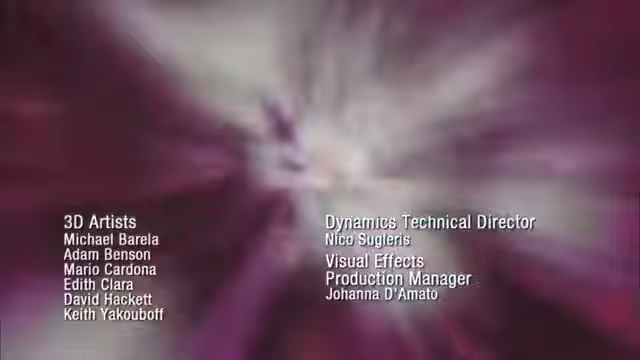 3D Artists
Michael Barela
Adam Benson
Mario Cardona
Edith Clara
David Hackett
Keith Yakouboff
Dynamics Technical Director
Nico Sugleris
Visual Effects
Production Manager
Johanna D'Amato